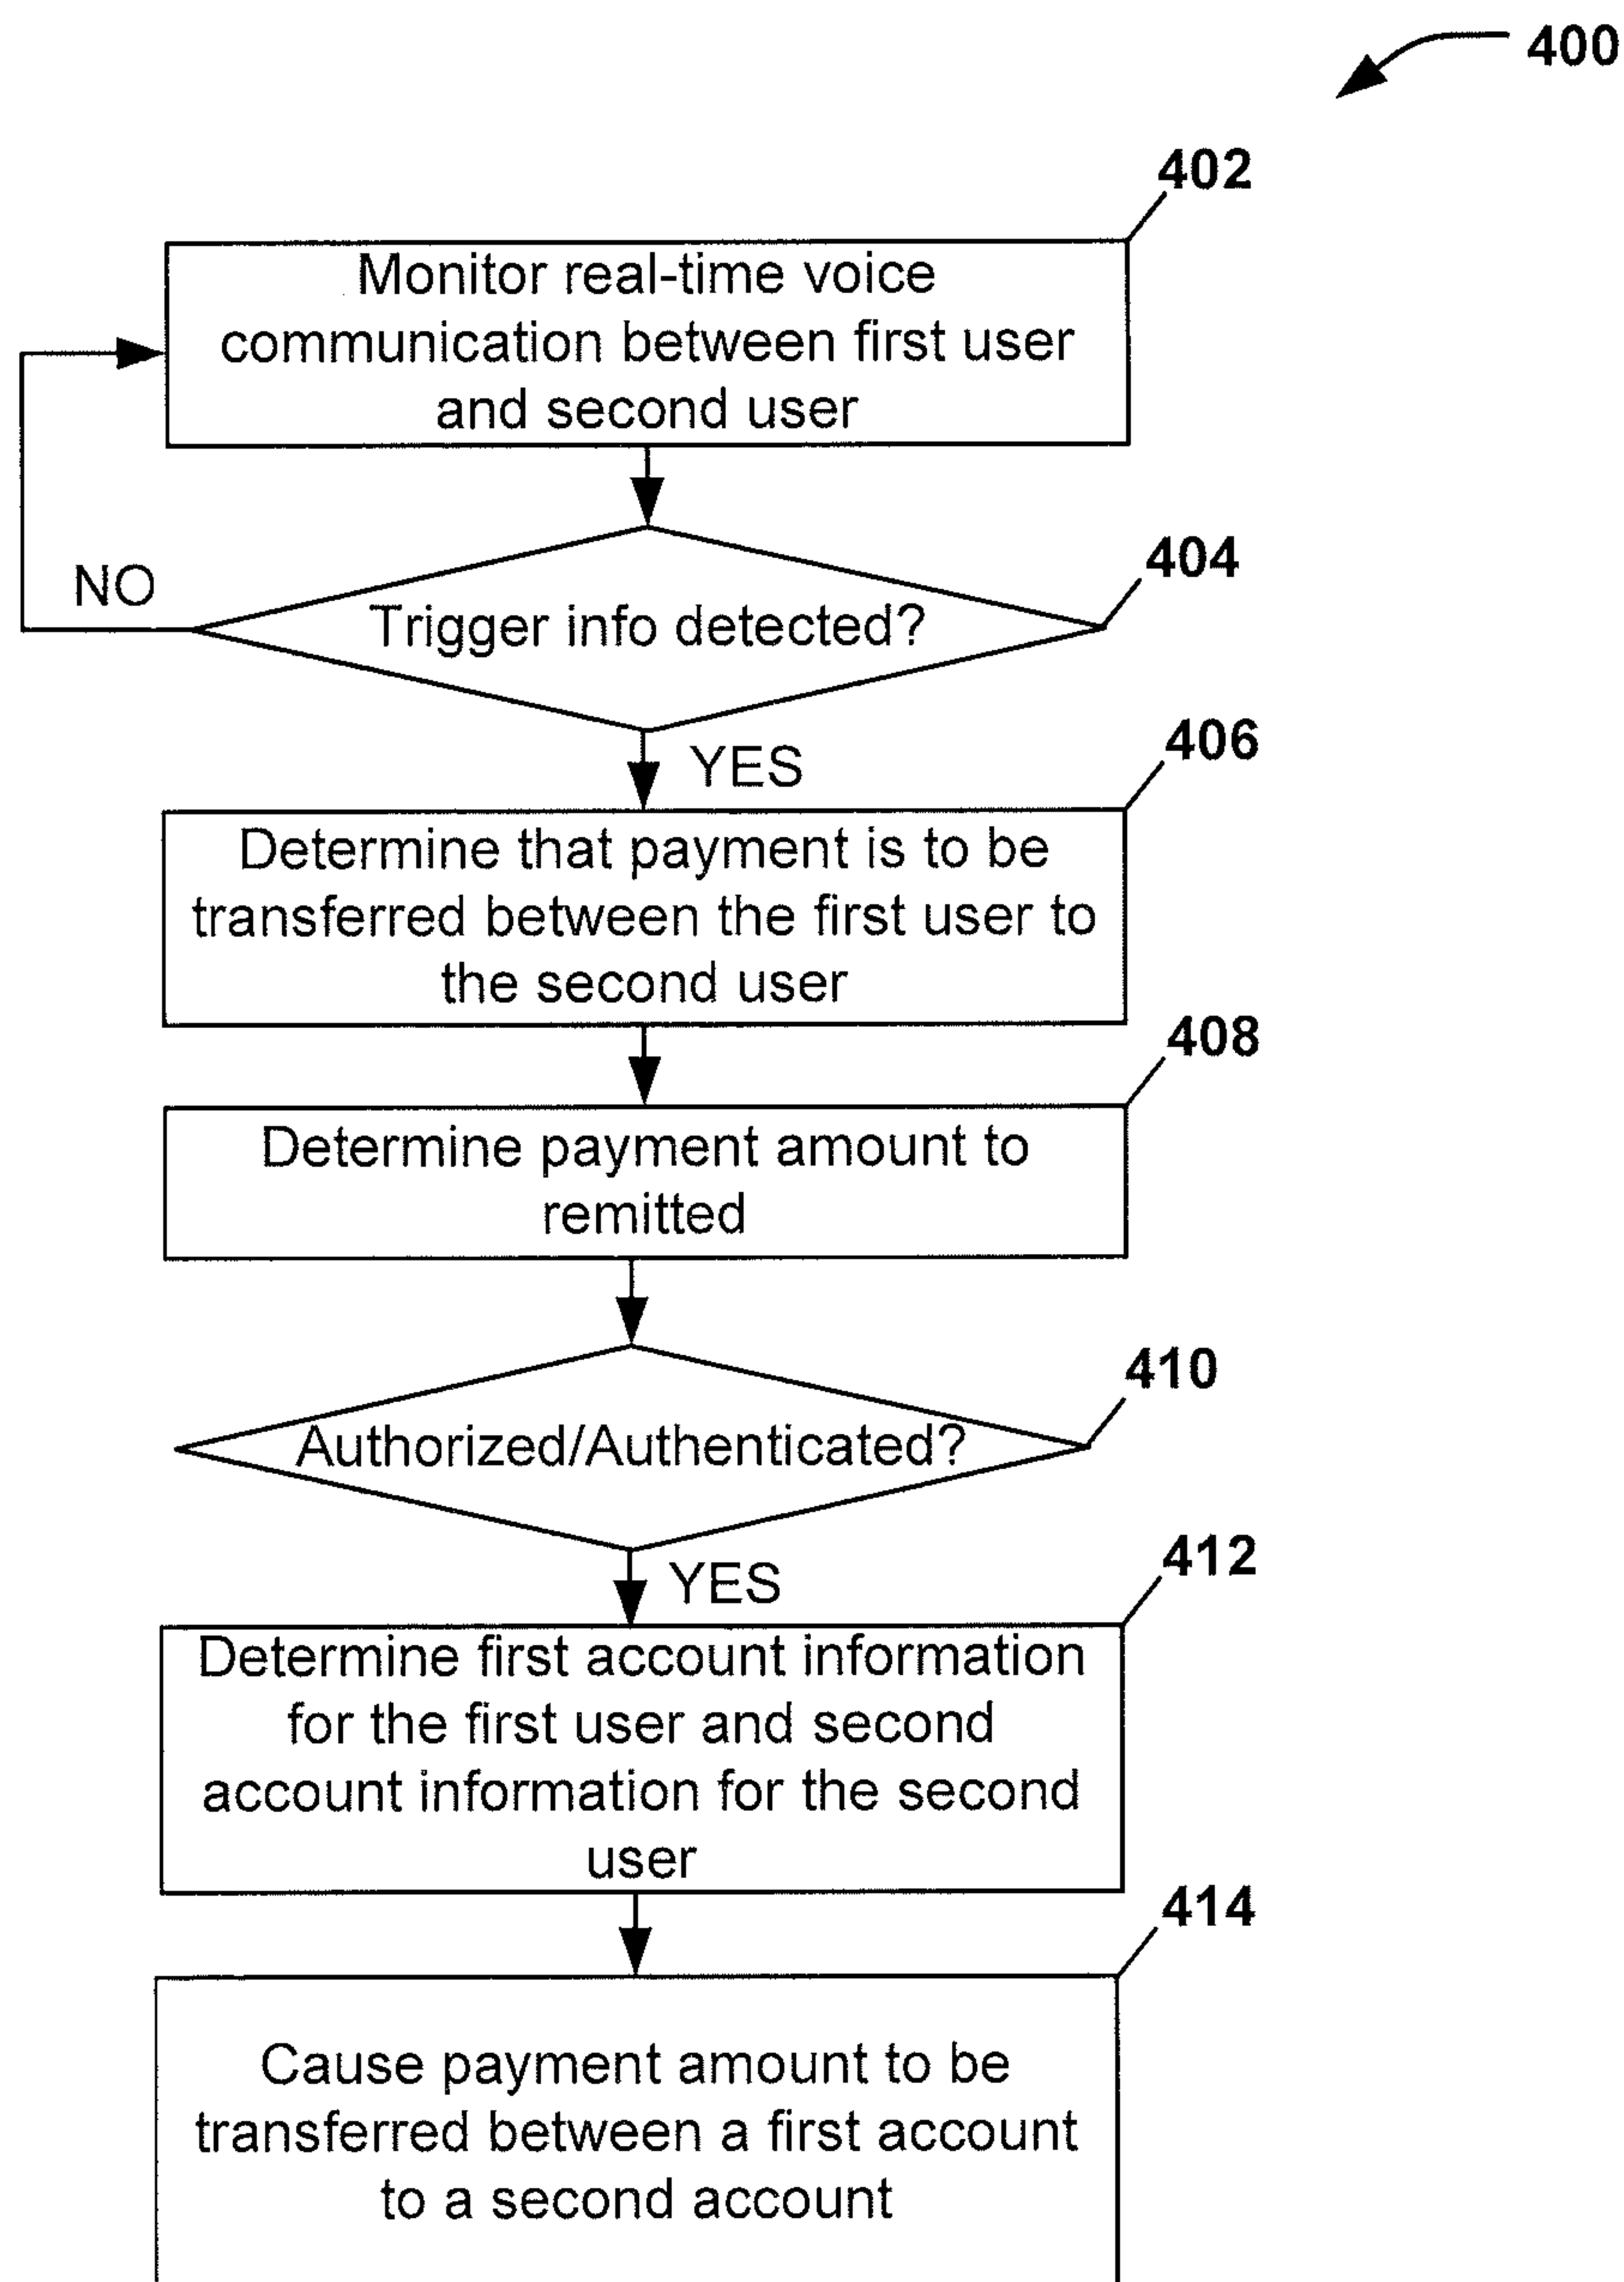 400
402
Monitor real-time voice
communication between first user
and second user
404
NO
Trigger info detected?
YES
406
Determine that payment is to be
transferred between the first user to
the second user
408
Determine payment amount to
remitted
410
Authorized/Authenticated?
YES
412
Determine first account information
for the first user and second
account information for the second
user
414
Cause payment amount to be
transferred between a first account
to a second account